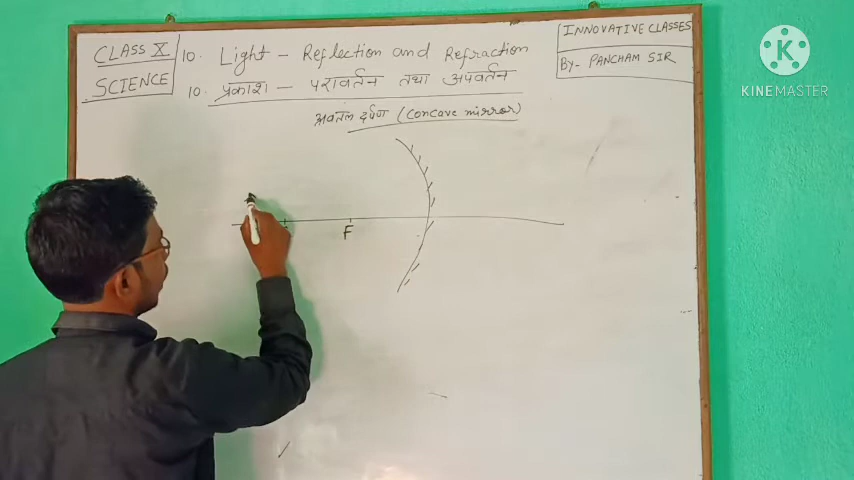 CLASS X
SCIENCE
10. Light - Reflection and Refraction
10. प्रकाश - परावर्तन तथा अपवर्तन
अवतल दर्पण (Concave mirror)
INNOVATIVE CLASSES
By- PANCHAM SIR
KINEMASTER
F